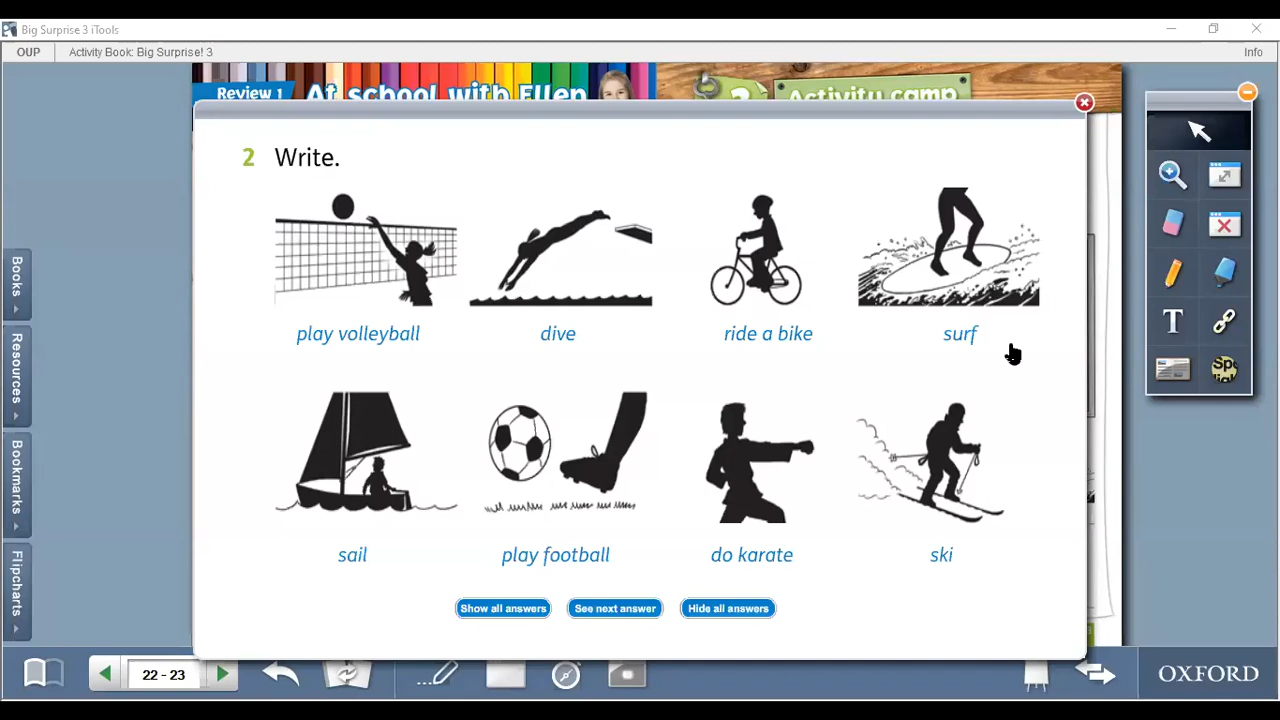 Big Surprise 3 iTools
OUP Activity Book: Big Surprise! 3 Info
Review 1 At school with Ellen
2 Activity camp
2 Write.
play volleyball dive ride a bike surf
sail play football do karate ski
Show all answers See next answer Hide all answers
Books
Resources
Bookmarks
Flipcharts
T
22 - 23
OXFORD